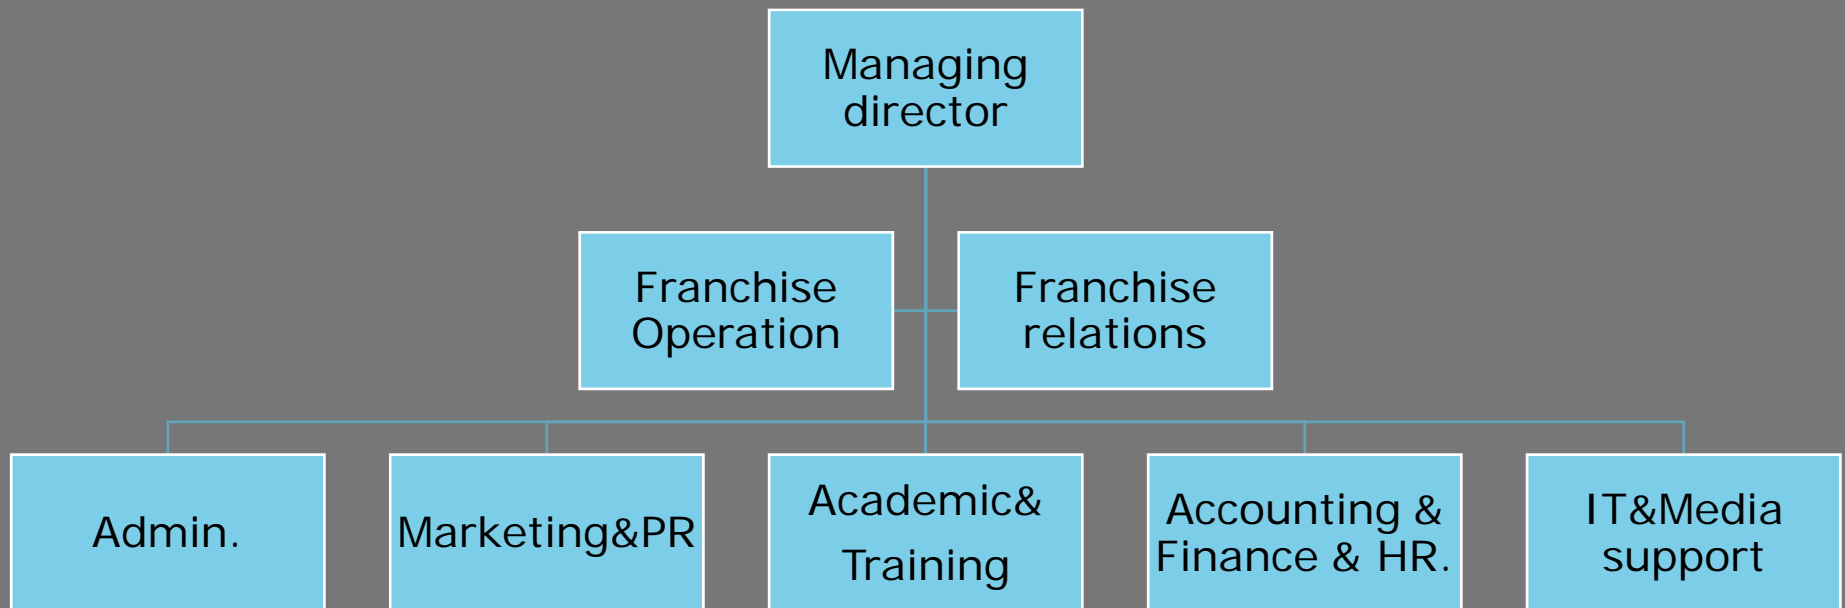 Managing
director
Franchise
Operation
Franchise
relations
Admin.
Marketing&PR
Academic&
Training
Accounting &
Finance & HR.
IT&Media
support